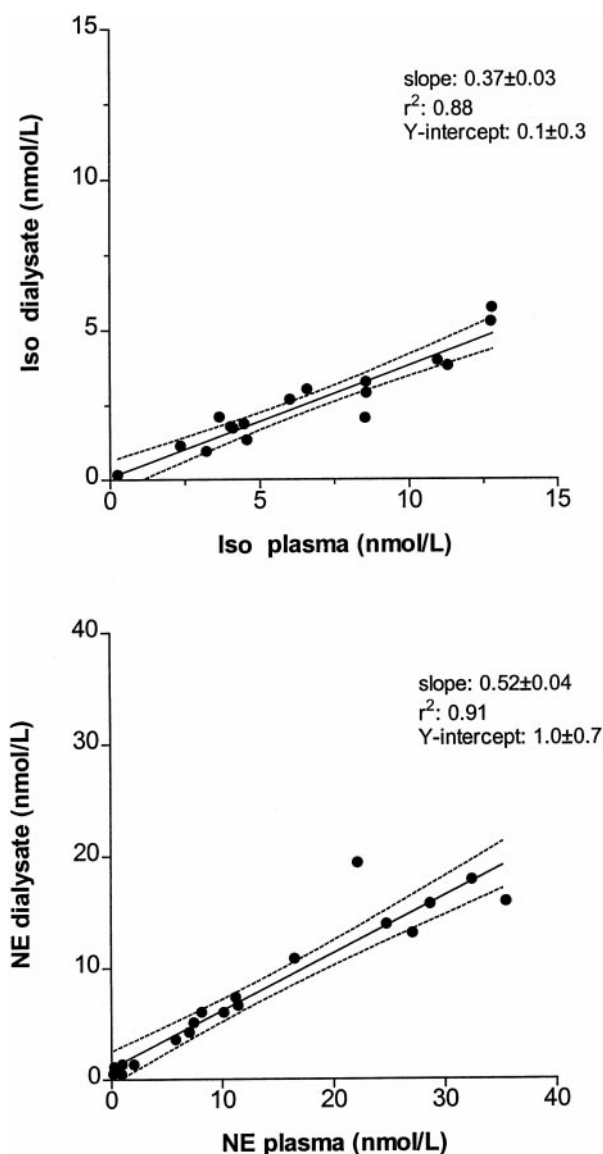 15
slope: 0.37±0.03
r²: 0.88
Y-intercept: 0.1±0.3
10
Iso dialysate (nmol/L)
5
0
0 5 10 15
Iso plasma (nmol/L)
40
slope: 0.52±0.04
r²: 0.91
Y-intercept: 1.0±0.7
30
NE dialysate (nmol/L)
20
10
0
0 10 20 30 40
NE plasma (nmol/L)